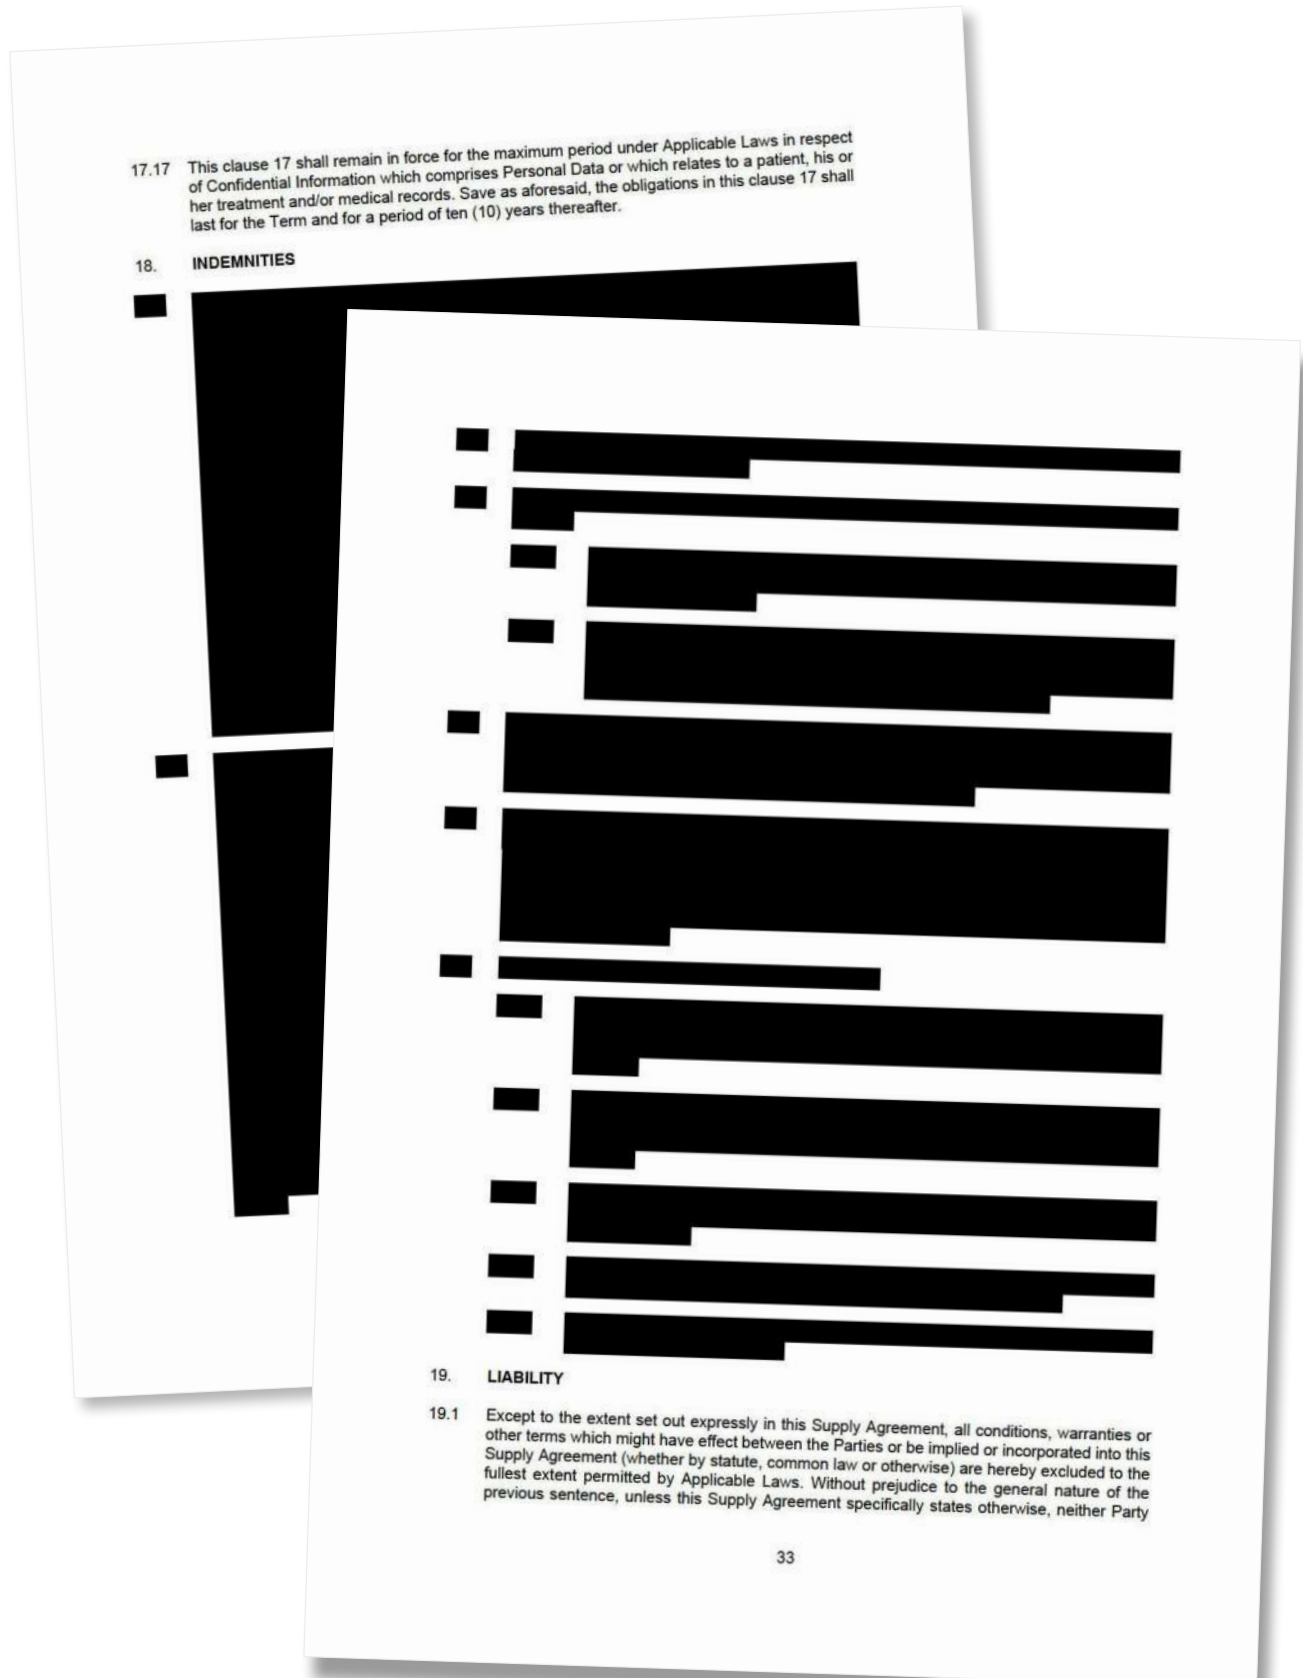 17.17 This clause 17 shall remain in force for the maximum period under Applicable Laws in respect
of Confidential Information which comprises Personal Data or which relates to a patient, his or
her treatment and/or medical records. Save as aforesaid, the obligations in this clause 17 shall
last for the Term and for a period of ten (10) years thereafter.
18. INDEMNITIES
19. LIABILITY
19.1 Except to the extent set out expressly in this Supply Agreement, all conditions, warranties or
other terms which might have effect between the Parties or be implied or incorporated into this
Supply Agreement (whether by statute, common law or otherwise) are hereby excluded to the
fullest extent permitted by Applicable Laws. Without prejudice to the general nature of the
previous sentence, unless this Supply Agreement specifically states otherwise, neither Party
33